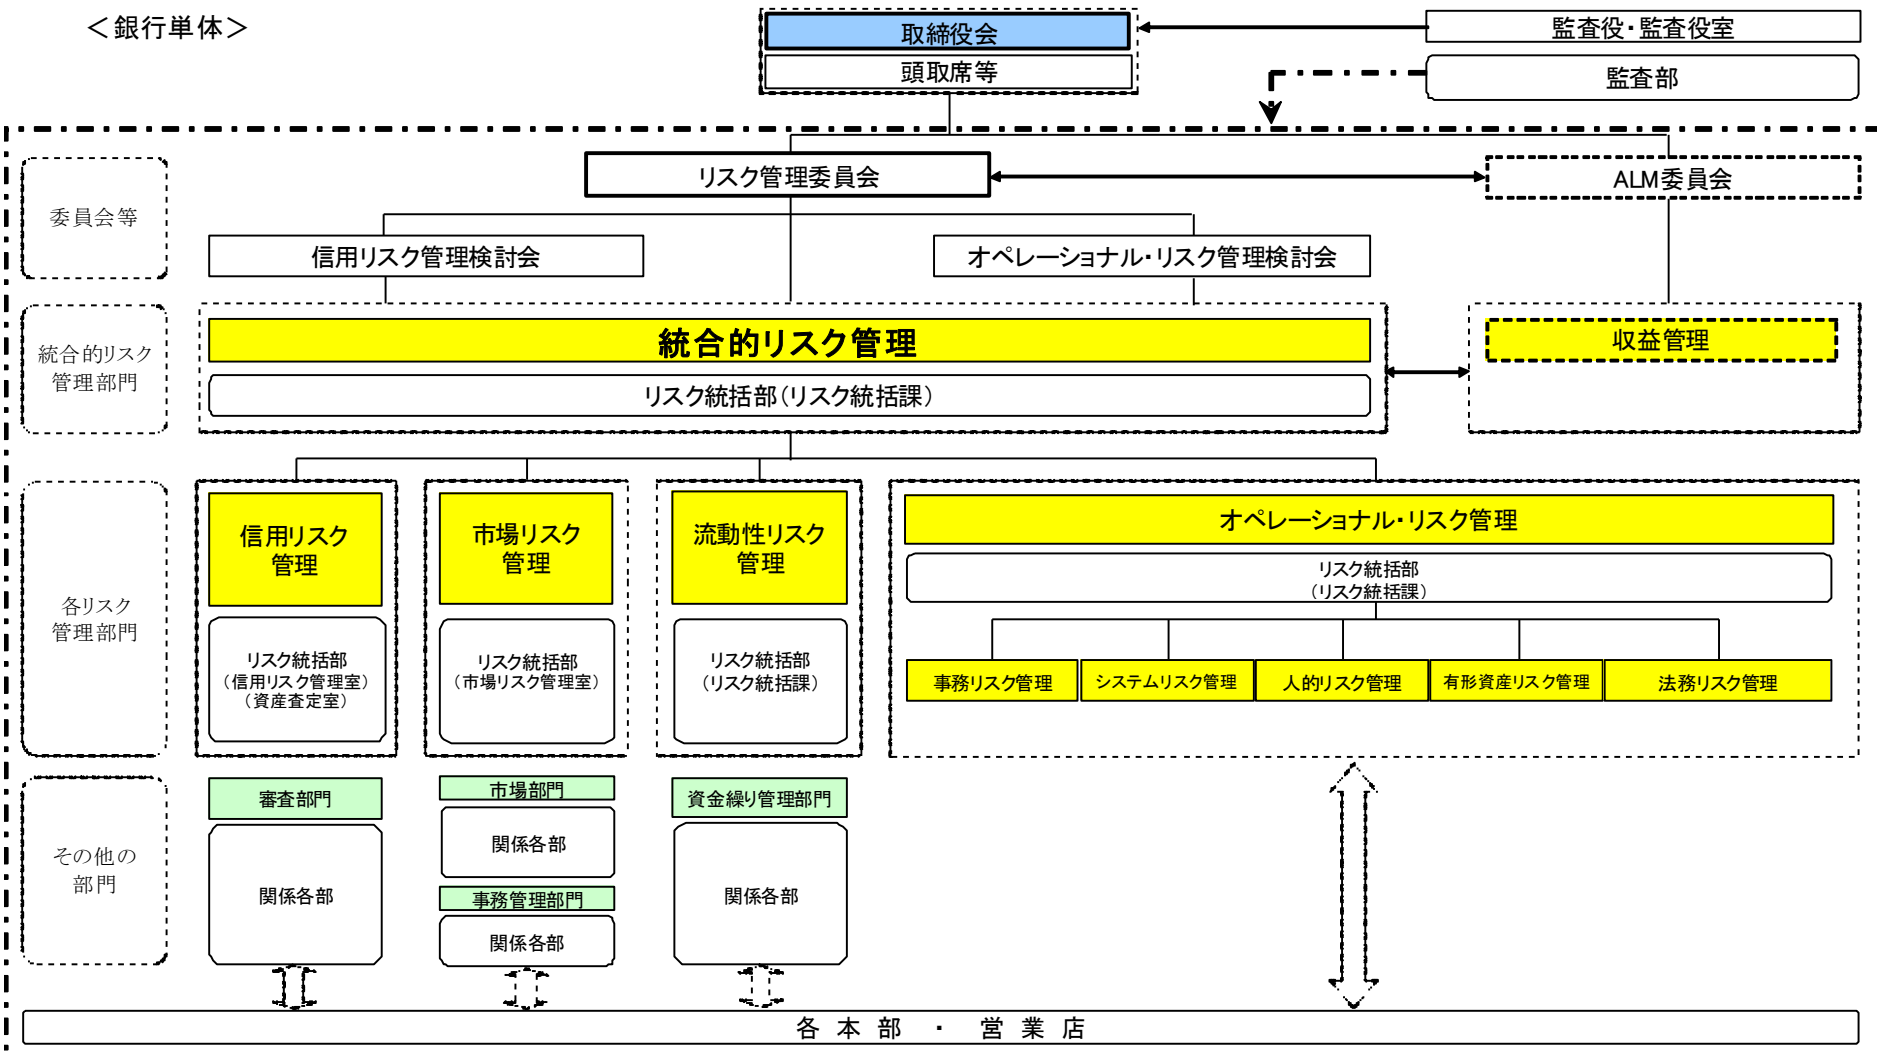 ＜銀行単体＞
取締役会
頭取席等
監査役・監査役室
監査部
委員会等
リスク管理委員会
ALM委員会
信用リスク管理検討会
オペレーショナル・リスク管理検討会
統合的リスク
管理部門
統合的リスク管理
リスク統括部（リスク統括課）
収益管理
各リスク
管理部門
信用リスク
管理
リスク統括部
（信用リスク管理室）
（資産査定室）
市場リスク
管理
リスク統括部
（市場リスク管理室）
流動性リスク
管理
リスク統括部
（リスク統括課）
オペレーショナル・リスク管理
リスク統括部
（リスク統括課）
事務リスク管理
システムリスク管理
人的リスク管理
有形資産リスク管理
法務リスク管理
その他の
部門
審査部門
関係各部
市場部門
関係各部
事務管理部門
関係各部
資金繰り管理部門
関係各部
各 本 部 ・ 営 業 店